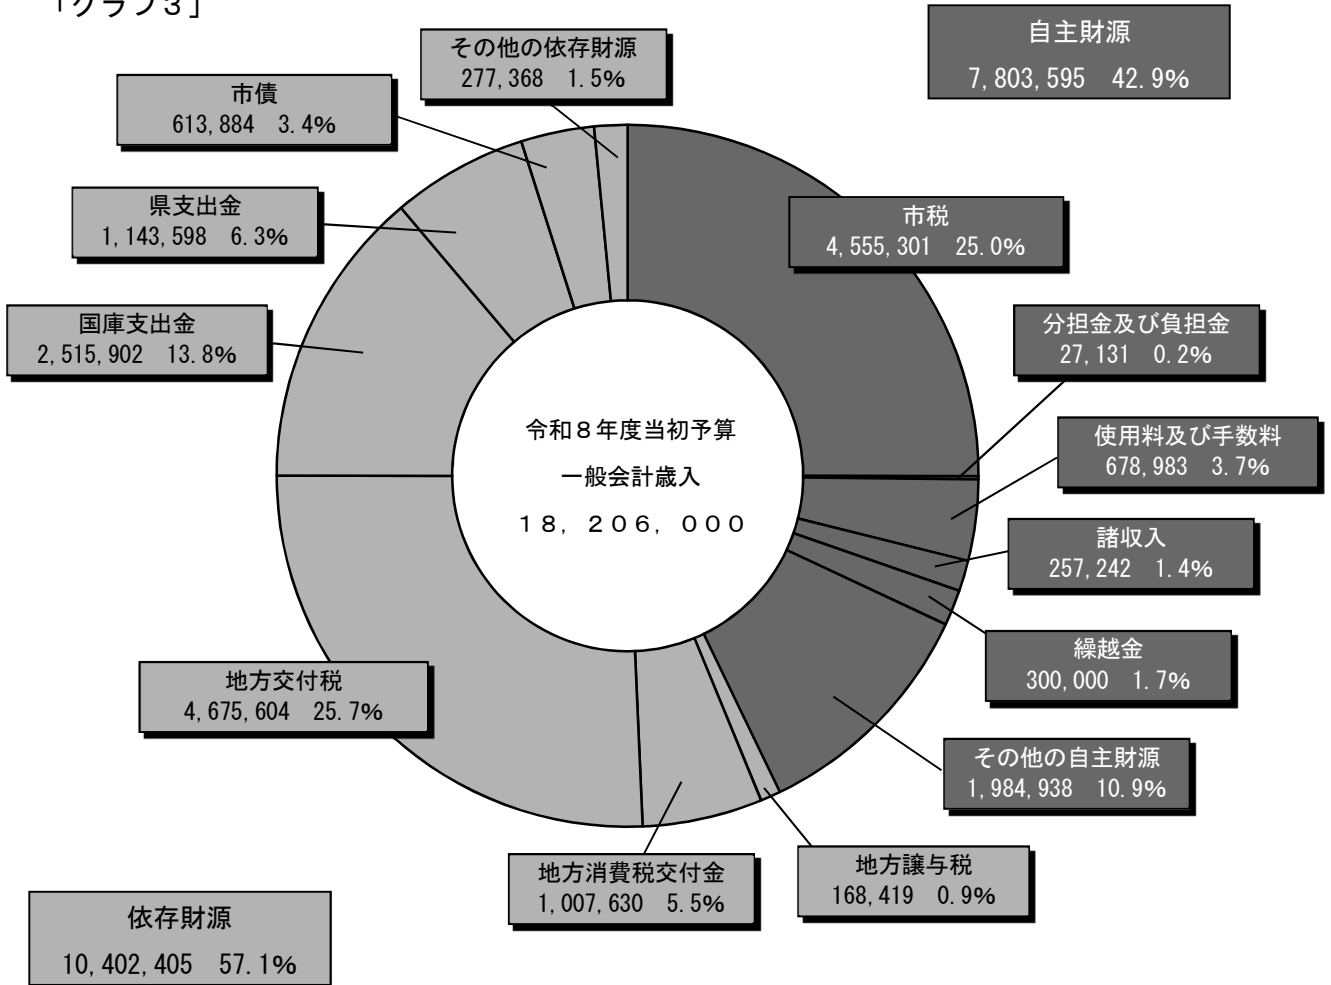 「グラフ3」
その他の依存財源
277,368 1.5%
自主財源
7,803,595 42.9%
市債
613,884 3.4%
県支出金
1,143,598 6.3%
市税
4,555,301 25.0%
国庫支出金
2,515,902 13.8%
分担金及び負担金
27,131 0.2%
使用料及び手数料
678,983 3.7%
令和8年度当初予算
一般会計歳入
18,206,000
諸収入
257,242 1.4%
繰越金
300,000 1.7%
地方交付税
4,675,604 25.7%
その他の自主財源
1,984,938 10.9%
地方消費税交付金
1,007,630 5.5%
地方譲与税
168,419 0.9%
依存財源
10,402,405 57.1%